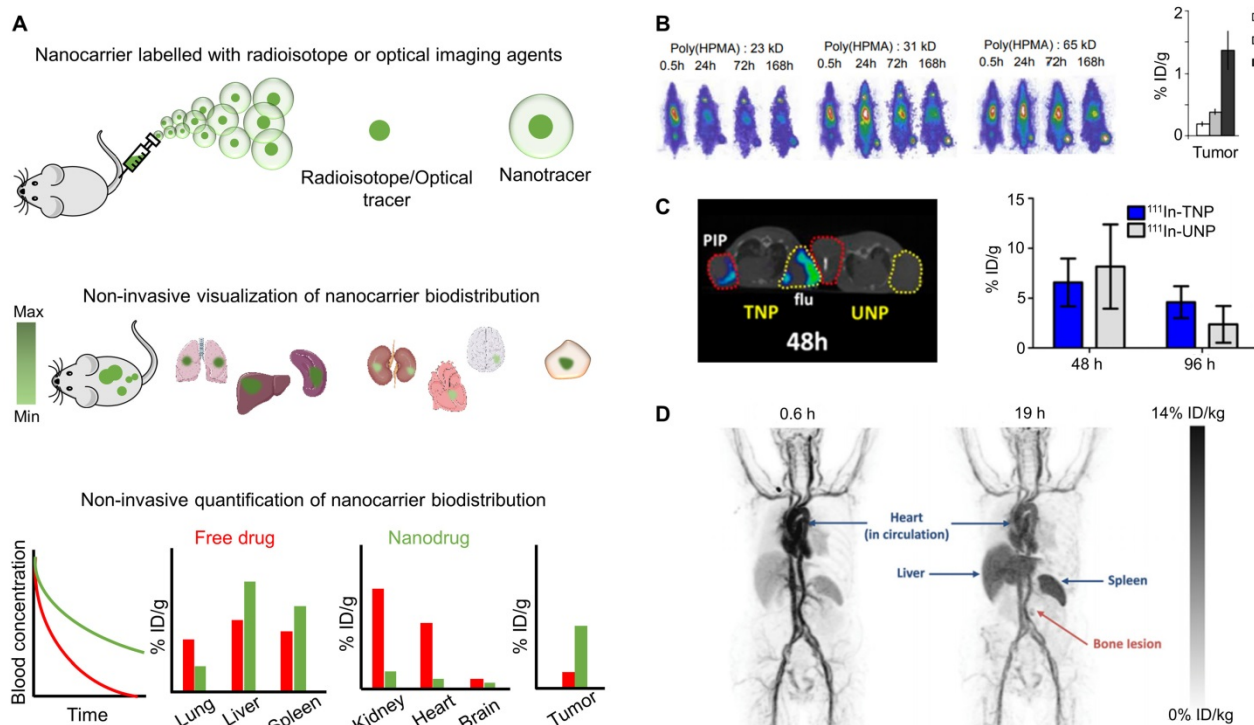 A
Nanocarrier labelled with radioisotope or optical imaging agents
Radioisotope/Optical
tracer
Nanotracer
Non-invasive visualization of nanocarrier biodistribution
Max
Min
Non-invasive quantification of nanocarrier biodistribution
Free drug
Nanodrug
Blood concentration
Time
% ID/g
Lung
Liver
Spleen
% ID/g
Kidney
Heart
Brain
% ID/g
Tumor
B
Poly(HPMA) : 23 kD
0.5h 24h 72h 168h
Poly(HPMA) : 31 kD
0.5h 24h 72h 168h
Poly(HPMA) : 65 kD
0.5h 24h 72h 168h
% ID/g
2
1
0
Tumor
C
PIP
flu
TNP
UNP
48h
% ID/g
15
10
5
0
111In-TNP
111In-UNP
48 h
96 h
D
0.6 h
19 h
14% ID/kg
Heart
(in circulation)
Liver
Spleen
Bone lesion
0% ID/kg